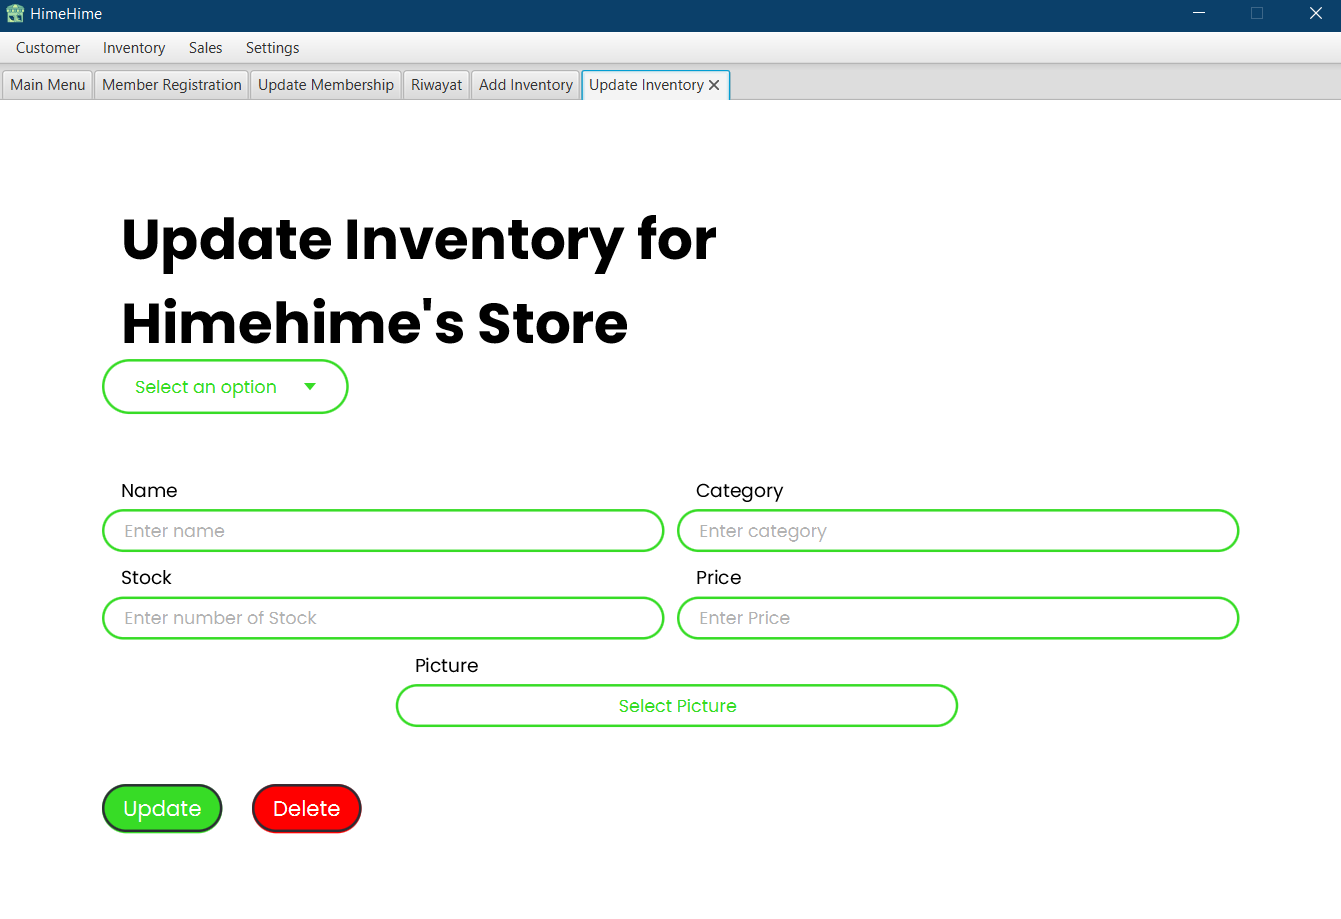 HimeHime
Customer Inventory Sales Settings
Main Menu Member Registration Update Membership Riwayat Add Inventory Update Inventory
Update Inventory for
Himehime's Store
Select an option
Name Category
Enter name Enter category
Stock Price
Enter number of Stock Enter Price
Picture
Select Picture
Update Delete